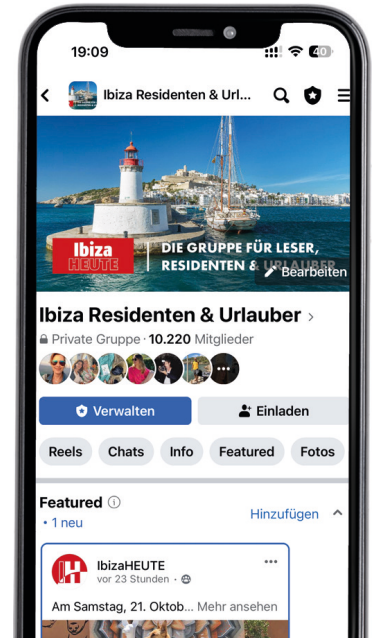 19:09
40
Ibiza Residenten & Url...
Ibiza
HEUTE
DIE GRUPPE FÜR LESER,
RESIDENTEN & URLAUBER
Bearbeiten
Ibiza Residenten & Urlauber
Private Gruppe · 10.220 Mitglieder
Verwalten
Einladen
Reels
Chats
Info
Featured
Fotos
Featured
• 1 neu
Hinzufügen
IbizaHEUTE
vor 23 Stunden ·
Am Samstag, 21. Oktob... Mehr ansehen